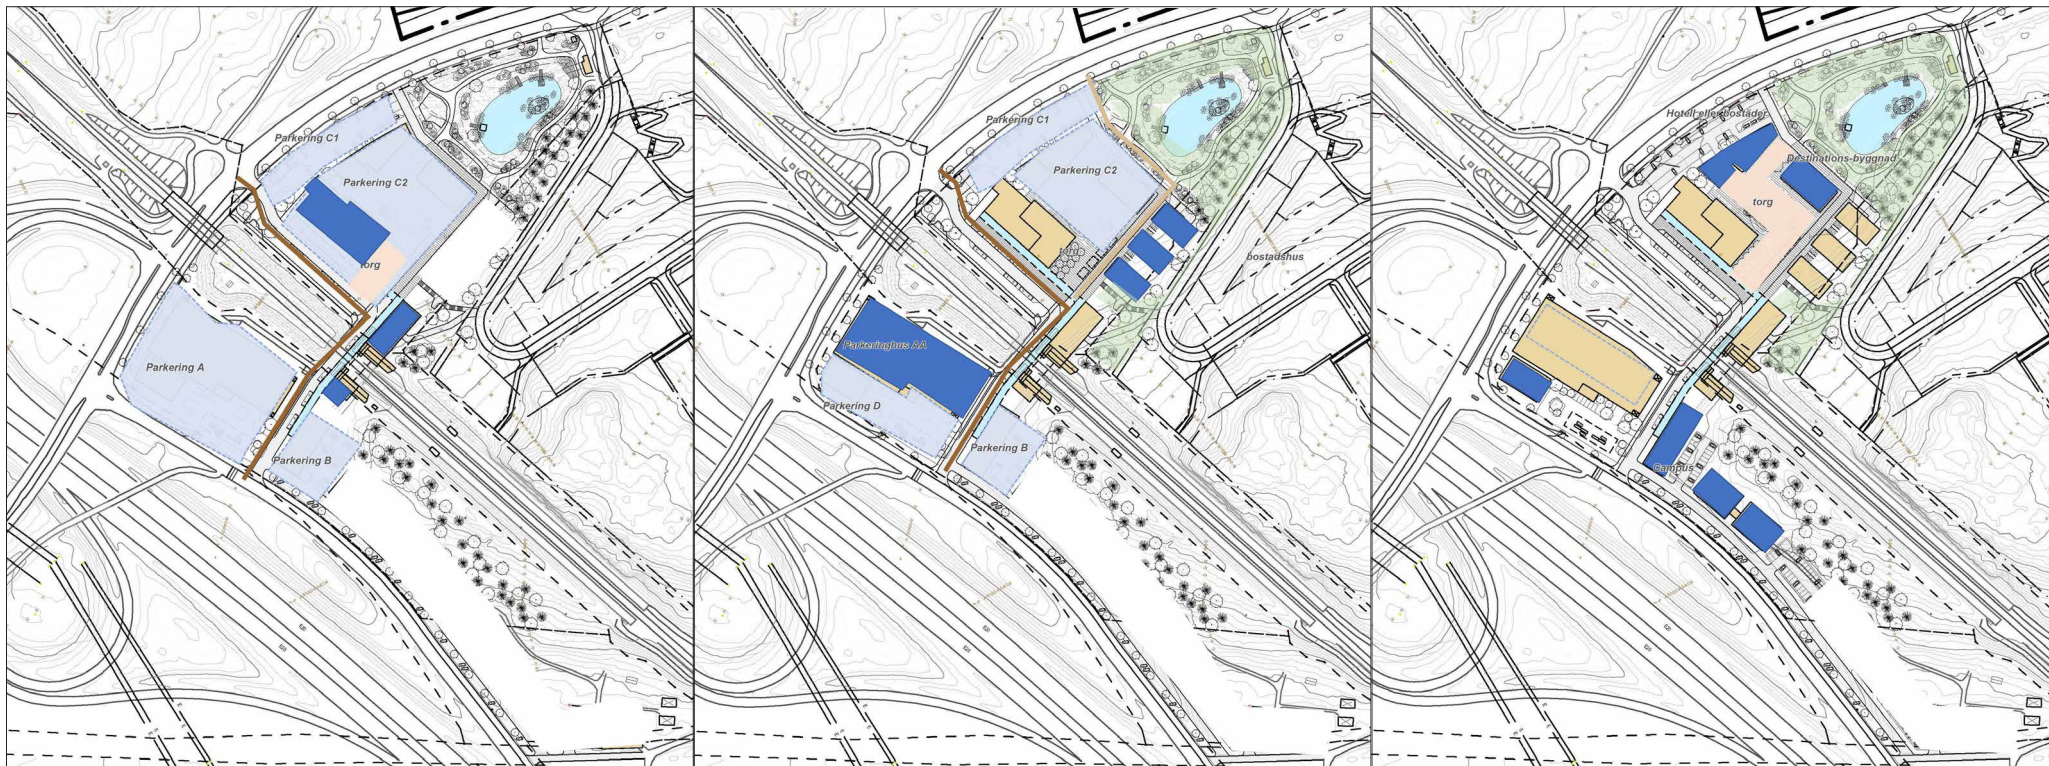 Parkering C1
Parkering C2
torg
Parkering A
Parkering B
Parkering C1
Parkering C2
torg
bostadshus
Parkeringhus AA
Parkering D
Parkering B
Hotell eller bostäder
Destinations-byggnad
torg
Campus